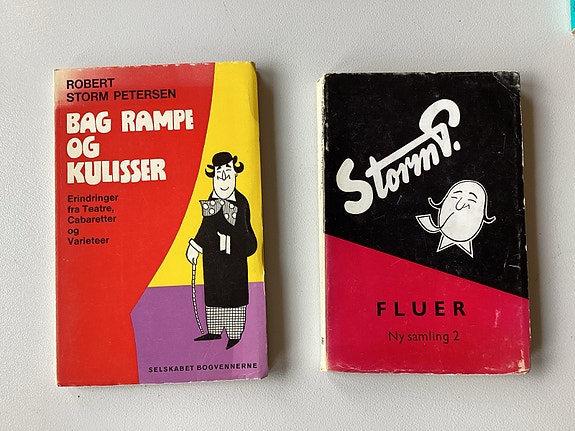 ROBERT
STORM PETERSEN
BAG RAMPE
OG
KULISSER
Erindringer
fra Teatre,
Cabaretter
og
Varieteer
SELSKABET BOGVENNERNE
Storm P.
FLUER
Ny samling 2